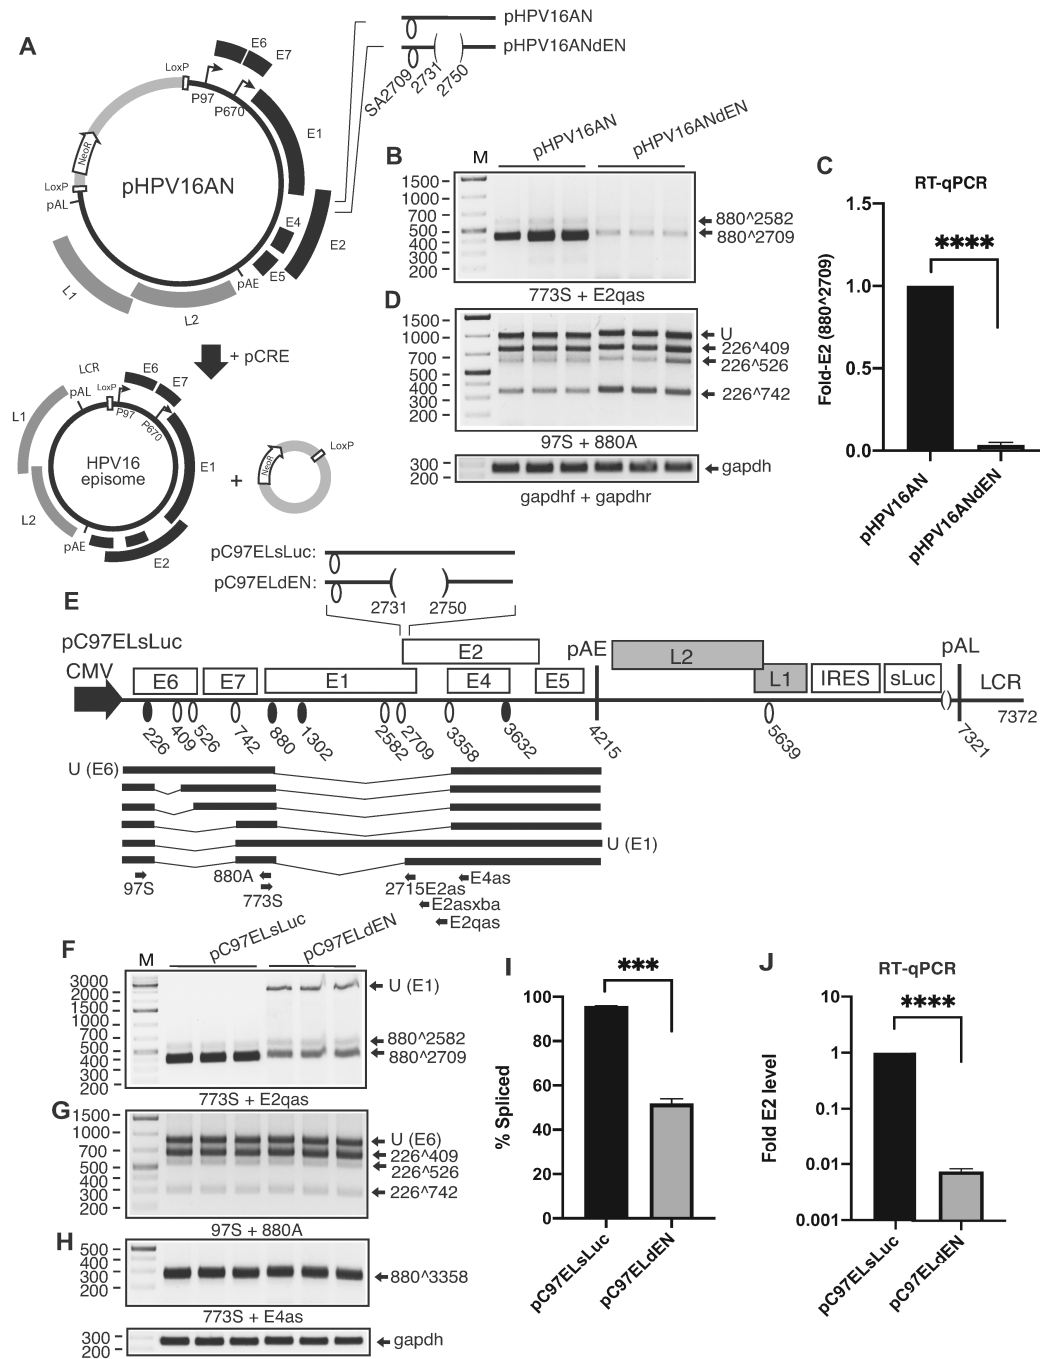 A
E6
E7
LoxP
P97
P670
E1
NeoR
pHPV16AN
LoxP
pAL
E4
E2
E5
pAE
L1
L2
+ pCRE
LCR
E6
E7
pAL
LoxP
P97
P670
L1
HPV16
episome
E1
L2
pAE
E2
+
NeoR
LoxP
pHPV16AN
pHPV16ANdEN
SA2709
2731
2750
B
M
pHPV16AN
pHPV16ANdEN
1500
1000
700
500
400
300
200
880^2582
880^2709
773S + E2qas
D
1500
1000
700
500
400
300
200
U
226^409
226^526
226^742
97S + 880A
300
200
gapdh
gapdhf + gapdhr
C
RT-qPCR
Fold-E2 (880^2709)
1.5
1.0
0.5
0.0
****
pHPV16AN
pHPV16ANdEN
E
pC97ELsLuc:
pC97ELdEN:
2731
2750
pC97ELsLuc
CMV
E6
E7
E1
E2
E4
E5
pAE
L2
L1
IRES
sLuc
pAL
LCR
7372
226
409
526
742
880
1302
2582
2709
3358
3632
4215
5639
7321
U (E6)
U (E1)
97S
880A
773S
2715E2as
E4as
E2asxba
E2qas
F
M
pC97ELsLuc
pC97ELdEN
3000
2000
1500
1000
700
500
400
300
200
U (E1)
880^2582
880^2709
773S + E2qas
G
1500
1000
700
500
400
300
200
U (E6)
226^409
226^526
226^742
97S + 880A
H
500
400
300
200
880^3358
773S + E4as
300
200
gapdh
I
% Spliced
100
80
60
40
20
0
***
pC97ELsLuc
pC97ELdEN
J
RT-qPCR
Fold E2 level
10
1
0.1
0.01
0.001
****
pC97ELsLuc
pC97ELdEN